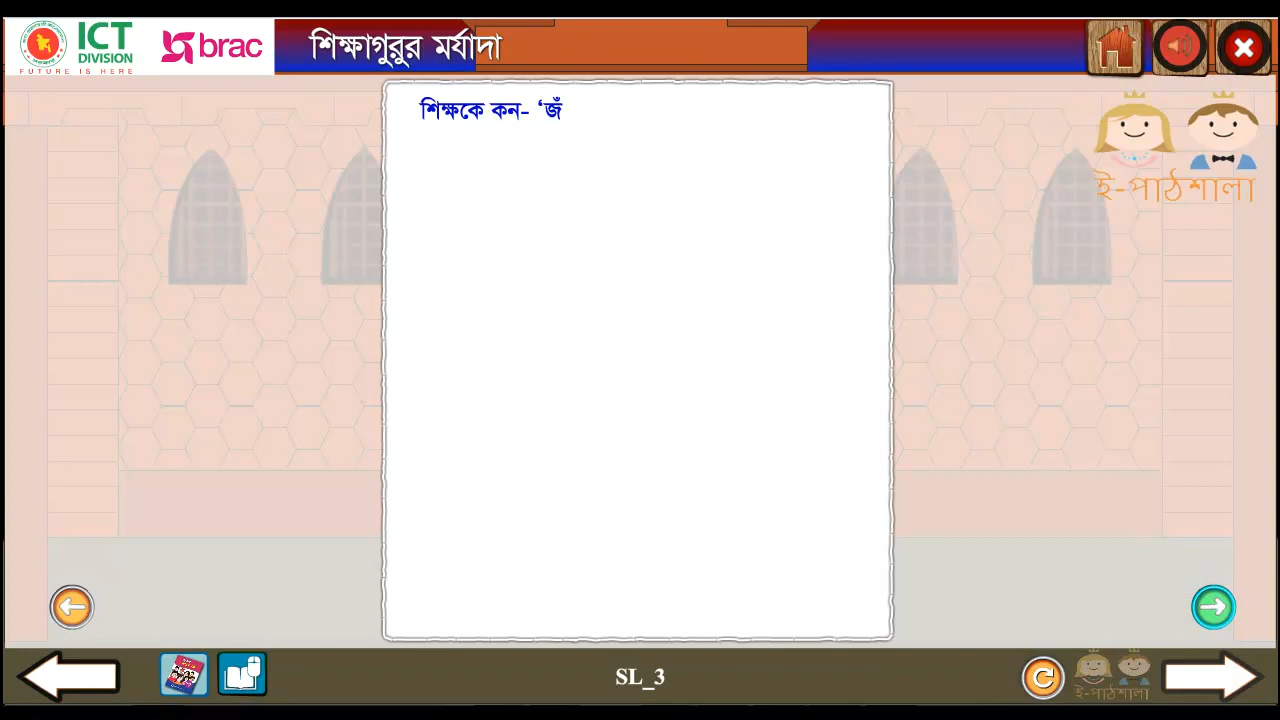 ICT
DIVISION
FUTURE IS HERE
brac
শিক্ষাগুরুর মর্যাদা
শিক্ষকে কন- ‘জঁ
ই-পাঠশালা
SL_3
ই-পাঠশালা